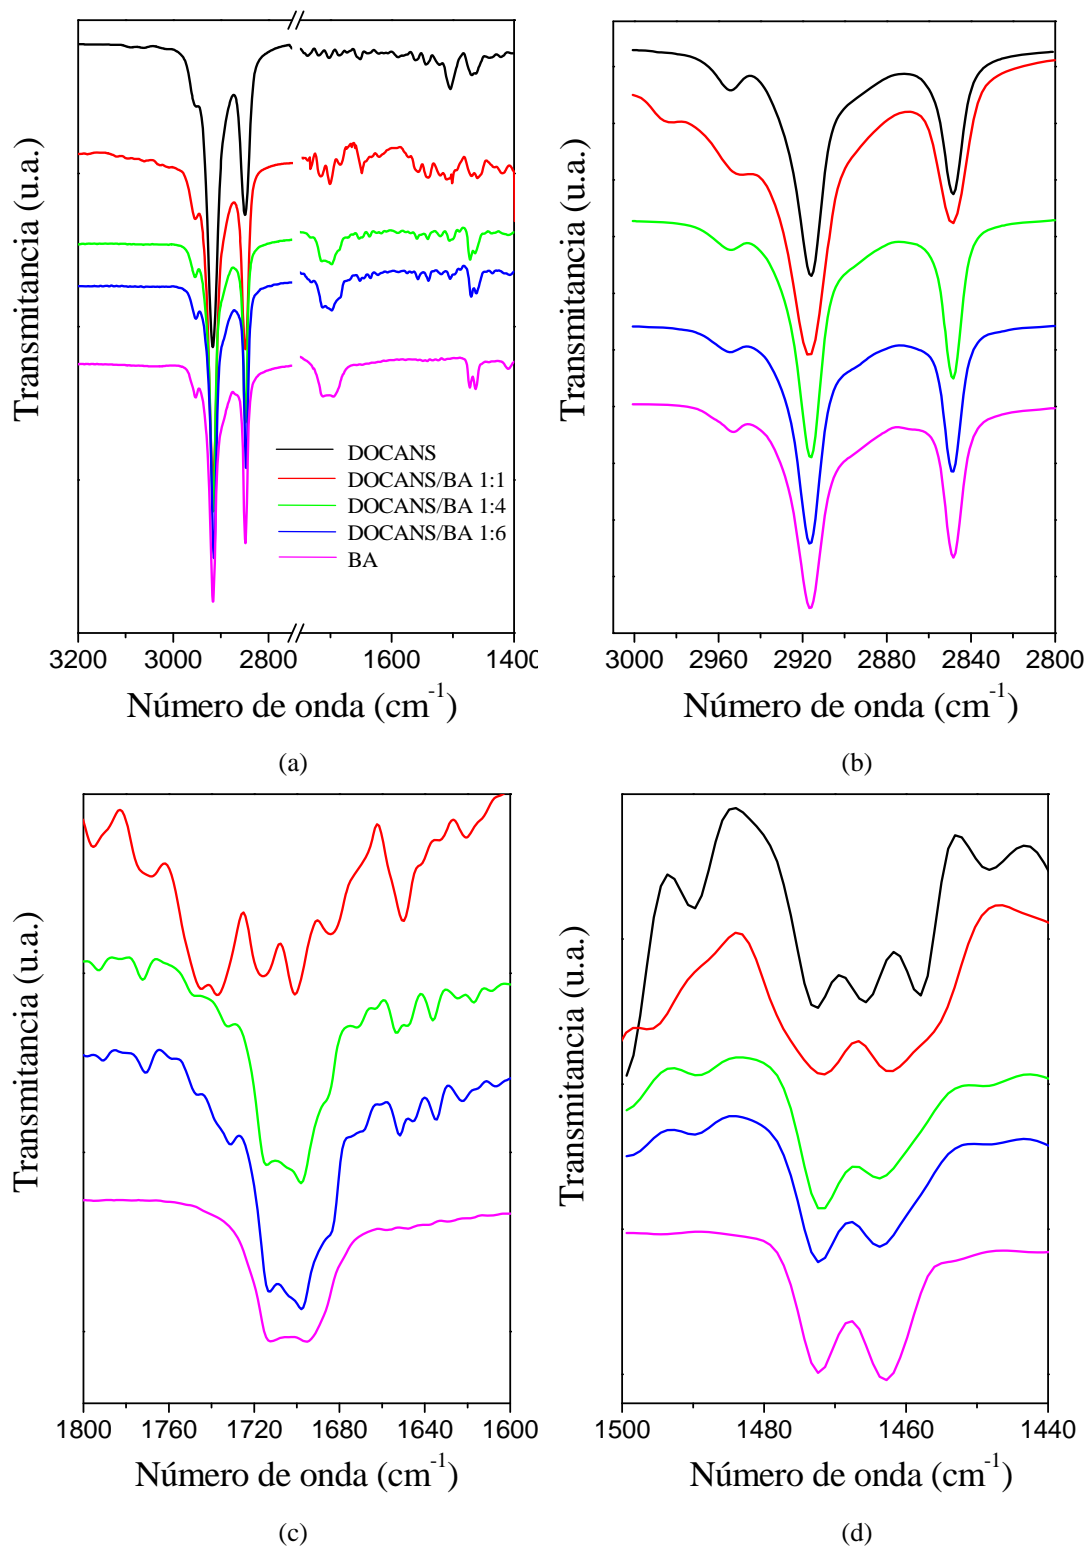 Transmitancia (u.a.)
DOCANS
DOCANS/BA 1:1
DOCANS/BA 1:4
DOCANS/BA 1:6
BA
3200 3000 2800 1600 1400
Número de onda (cm⁻¹)
(a)
Transmitancia (u.a.)
3000 2960 2920 2880 2840 2800
Número de onda (cm⁻¹)
(b)
Transmitancia (u.a.)
1800 1760 1720 1680 1640 1600
Número de onda (cm⁻¹)
(c)
Transmitancia (u.a.)
1500 1480 1460 1440
Número de onda (cm⁻¹)
(d)